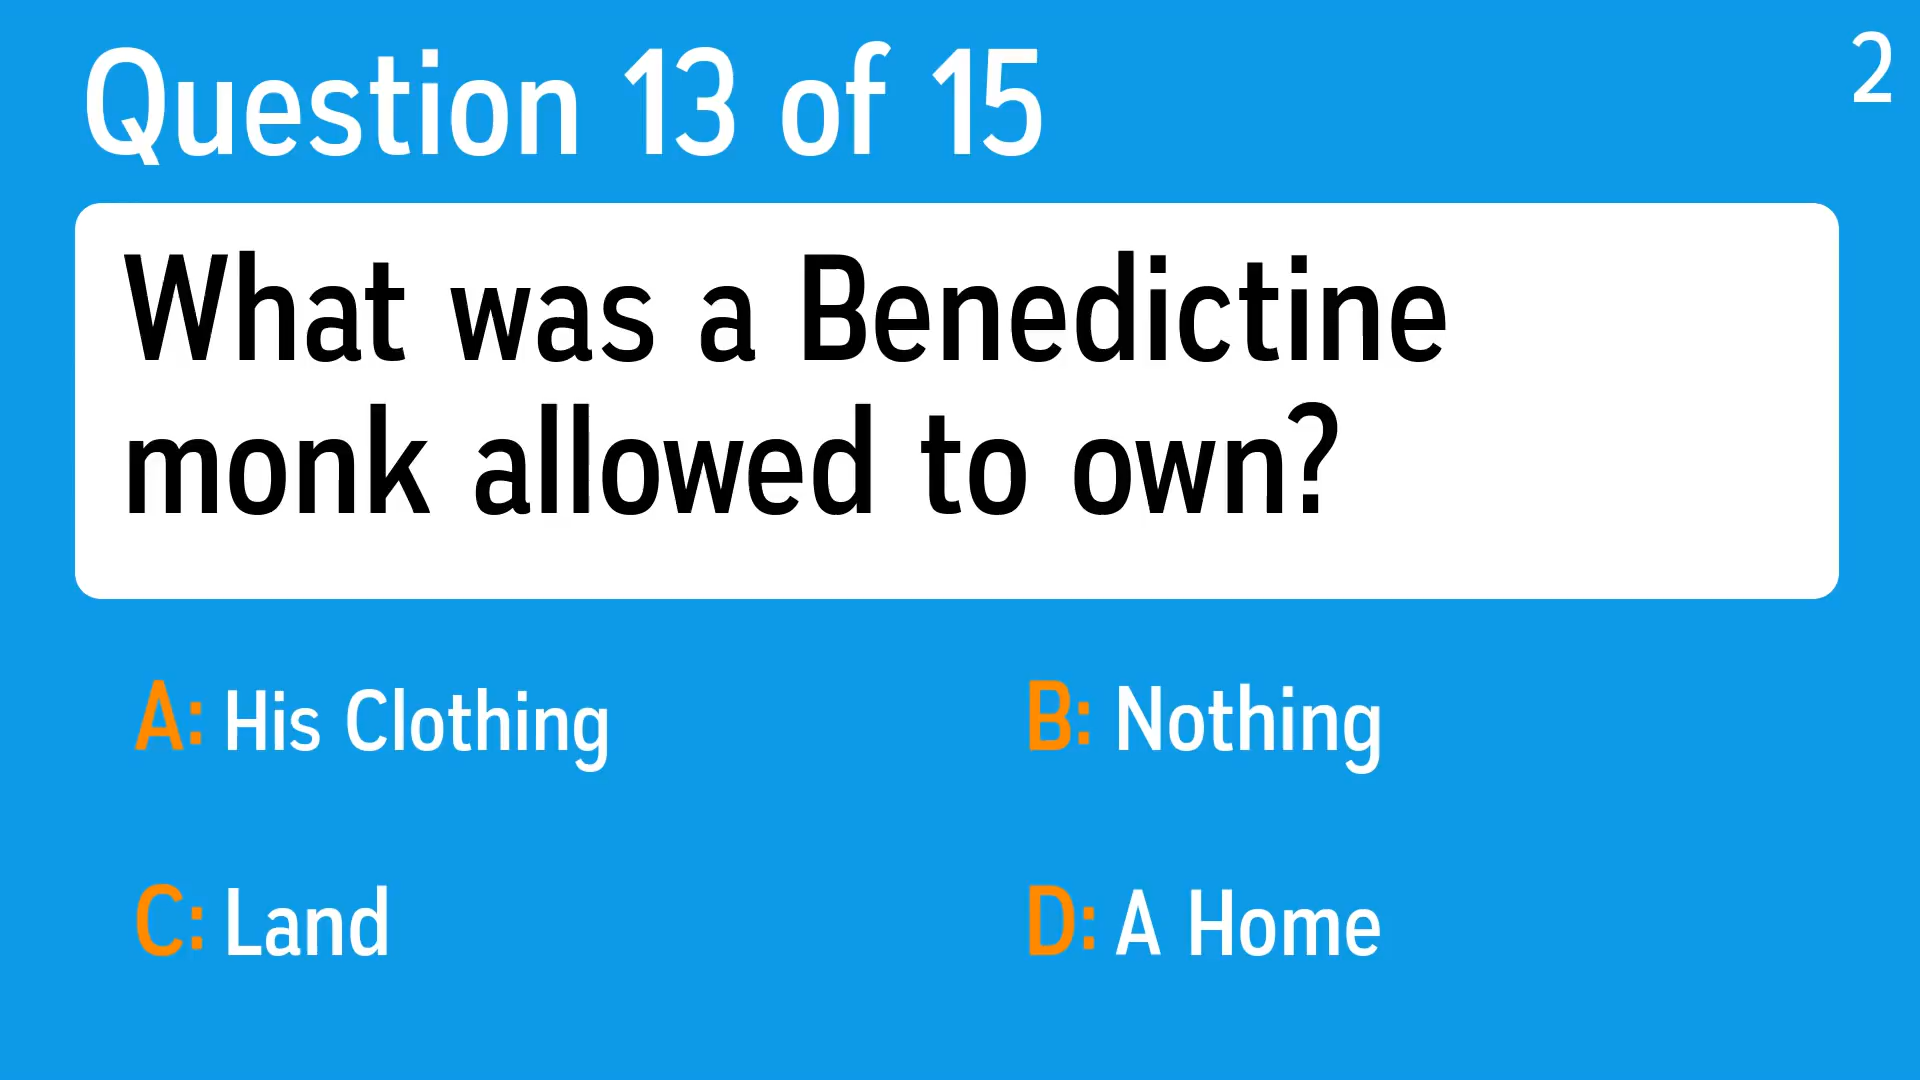 Question 13 of 15
2
What was a Benedictine
monk allowed to own?
A: His Clothing
B: Nothing
C: Land
D: A Home